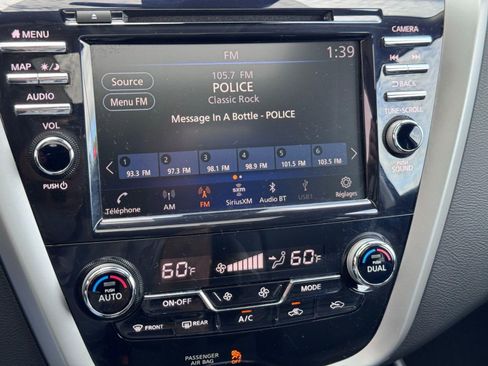 MENU
CAMERA
MAP
AUDIO
BACK
VOL
TUNE·SCROLL
PUSH
PUSH SOUND
FM
1:39
Source
105.7 FM
POLICE
Classic Rock
Menu FM
Message In A Bottle - POLICE
1 2 3 4 5 6
93.3 FM 97.3 FM 98.1 FM 98.9 FM 101.5 FM 103.5 FM
Téléphone AM FM SiriusXM Audio BT USB1 Réglages
60°F 60°F
PUSH AUTO
PUSH DUAL
ON·OFF
MODE
A/C
FRONT
REAR
PASSENGER AIR BAG
OFF